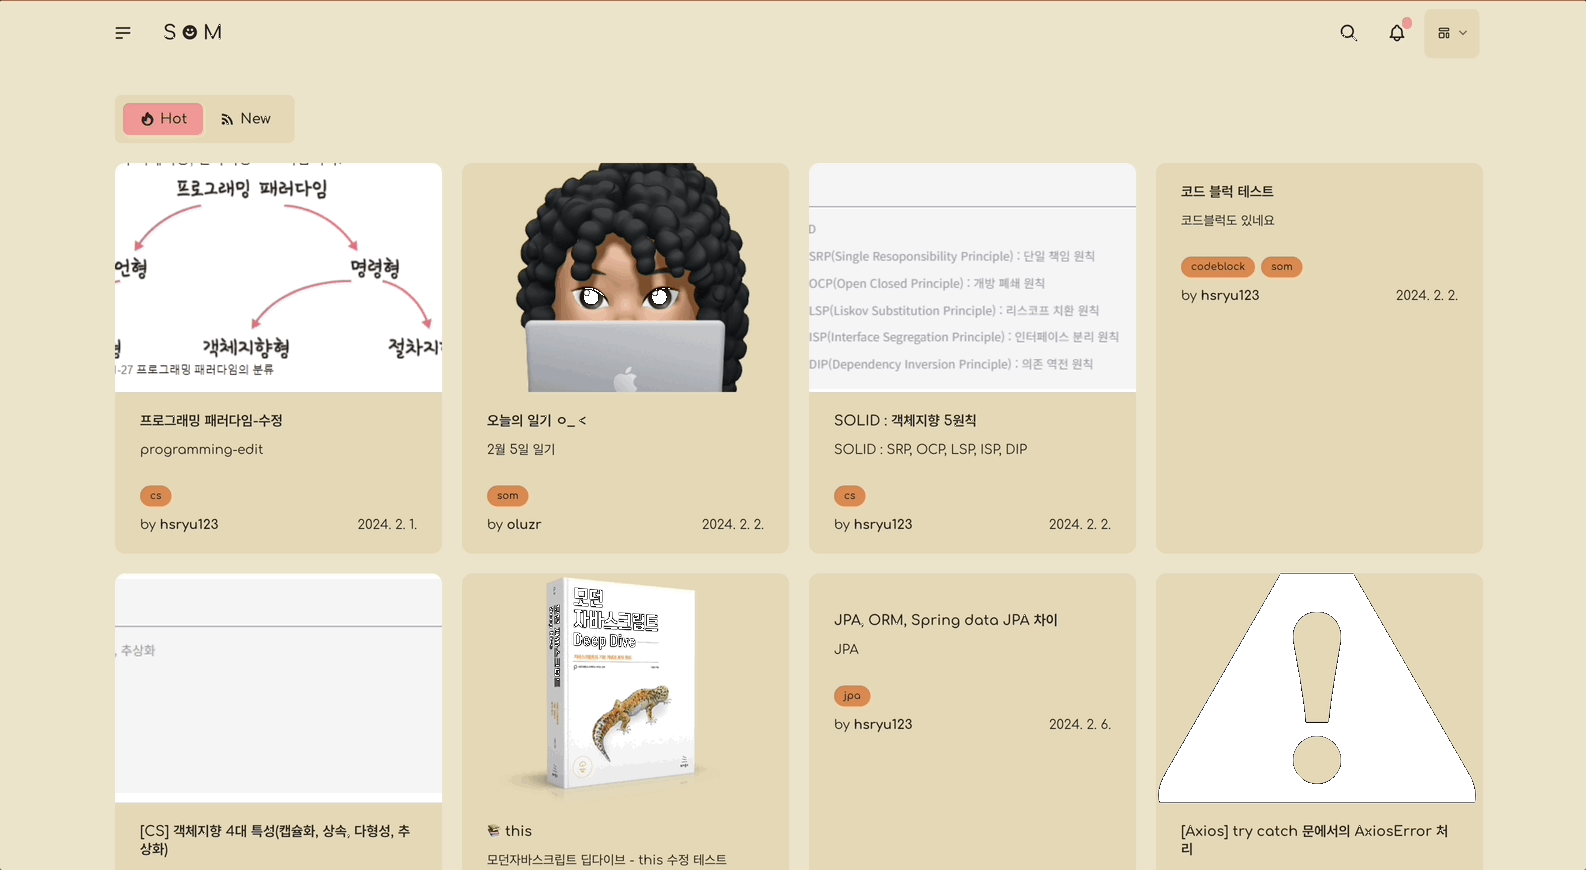 SOM
Hot
New
프로그래밍 패러다임
언형
명령형
객체지향형
절차지
-27 프로그래밍 패러다임의 분류
프로그래밍 패러다임-수정
programming-edit
cs
by hsryu123
2024. 2. 1.
오늘의 일기 ㅇ_ <
2월 5일 일기
som
by oluzr
2024. 2. 2.
D
SRP(Single Resoponsibility Principle) : 단일 책임 원칙
OCP(Open Closed Principle) : 개방 폐쇄 원칙
LSP(Liskov Substitution Principle) : 리스코프 치환 원칙
ISP(Interface Segregation Principle) : 인터페이스 분리 원칙
DIP(Dependency Inversion Principle) : 의존 역전 원칙
SOLID : 객체지향 5원칙
SOLID : SRP, OCP, LSP, ISP, DIP
cs
by hsryu123
2024. 2. 2.
코드 블럭 테스트
코드블럭도 있네요
codeblock
som
by hsryu123
2024. 2. 2.
, 추상화
[CS] 객체지향 4대 특성(캡슐화, 상속, 다형성, 추
상화)
모던
자바스크립트
Deep Dive
this
모던자바스크립트 딥다이브 - this 수정 테스트
JPA, ORM, Spring data JPA 차이
JPA
jpa
by hsryu123
2024. 2. 6.
[Axios] try catch 문에서의 AxiosError 처
리